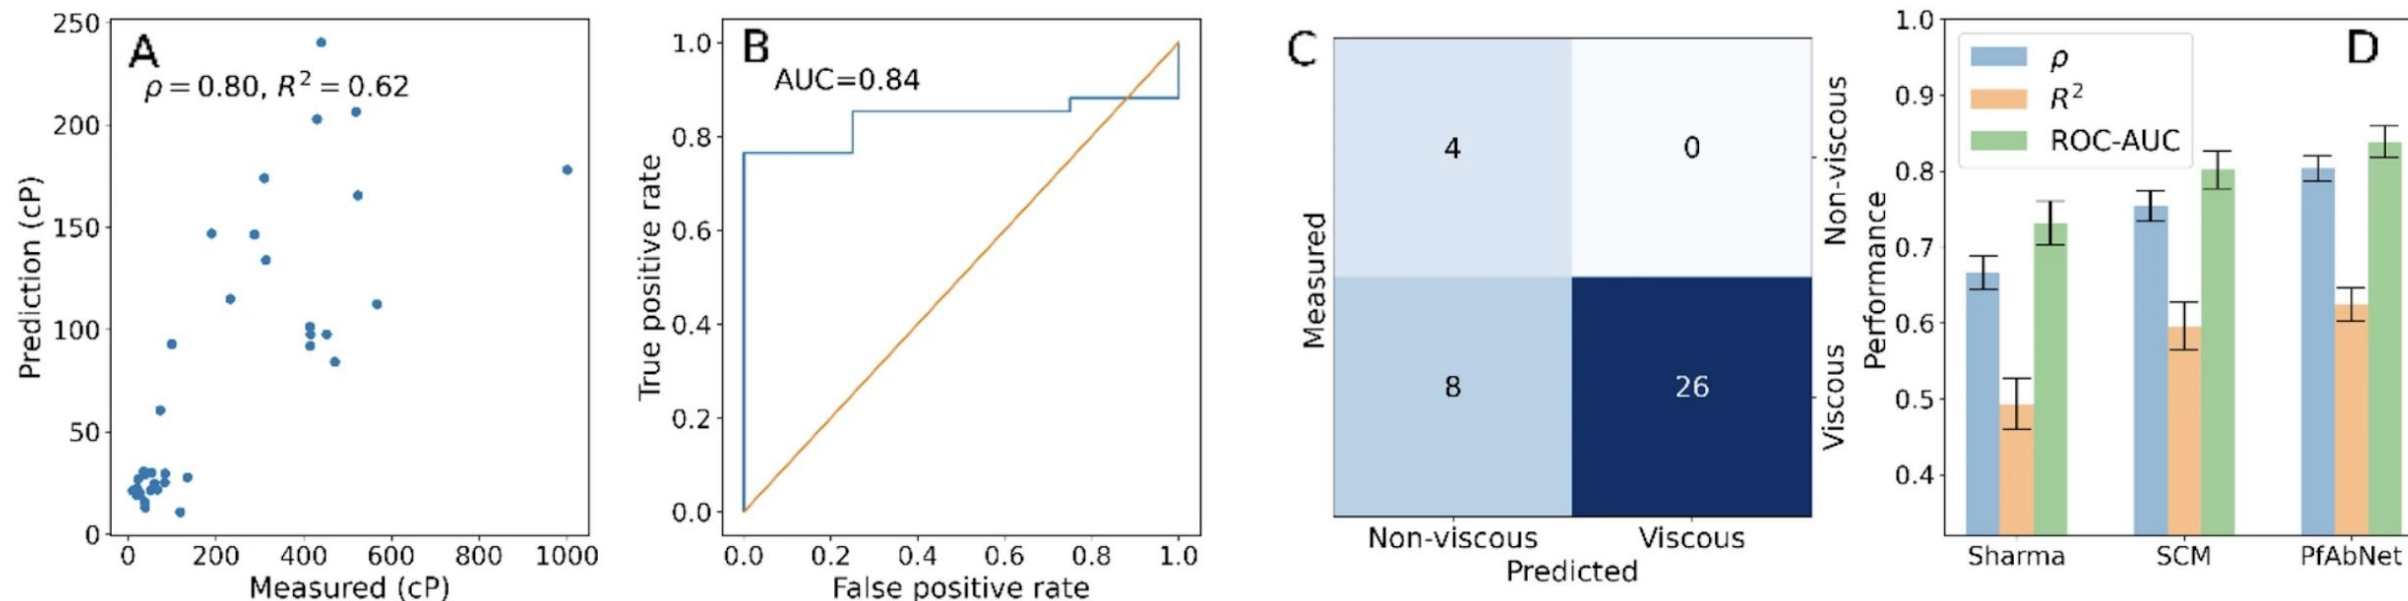 A
ρ = 0.80, R² = 0.62
250
200
150
100
50
0
Prediction (cP)
0 200 400 600 800 1000
Measured (cP)
B
AUC=0.84
1.0
0.8
0.6
0.4
0.2
0.0
True positive rate
0.0 0.2 0.4 0.6 0.8 1.0
False positive rate
C
4 0
8 26
Measured
Non-viscous
Viscous
Non-viscous Viscous
Predicted
D
ρ
R²
ROC-AUC
1.0
0.9
0.8
0.7
0.6
0.5
0.4
Performance
Sharma SCM PfAbNet